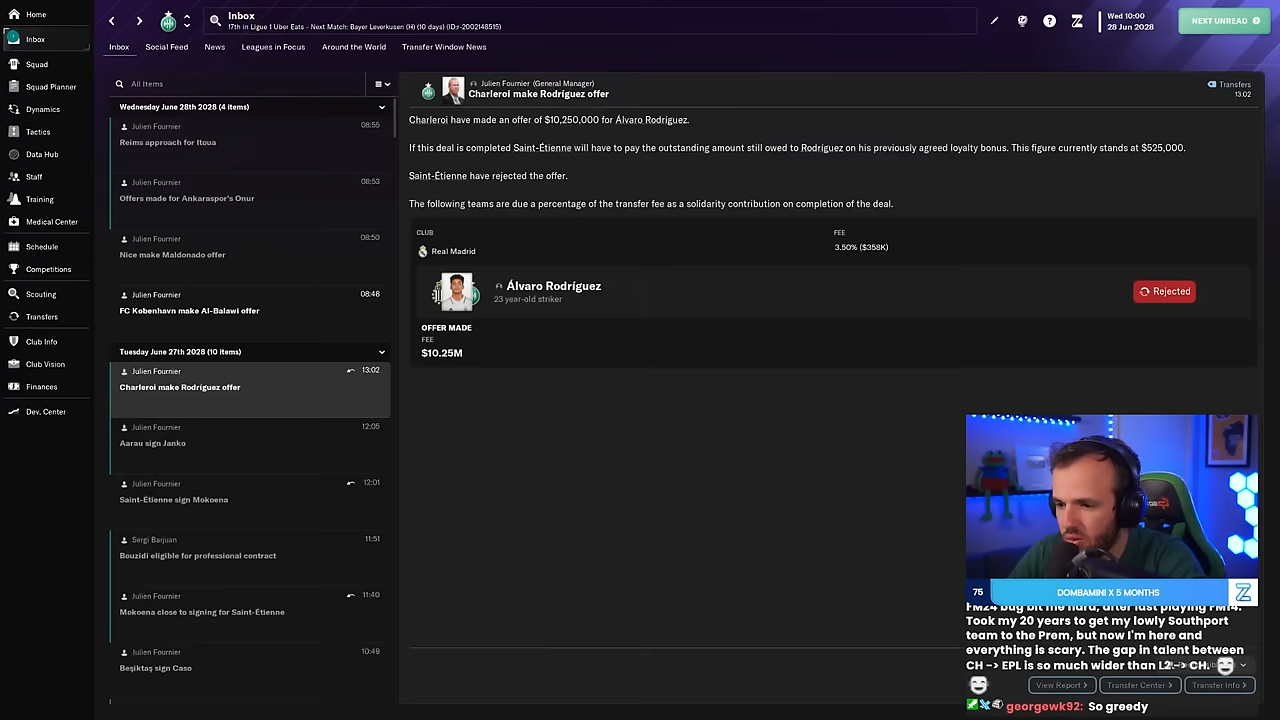 Home
Inbox
Squad
Squad Planner
Dynamics
Tactics
Data Hub
Staff
Training
Medical Center
Schedule
Competitions
Scouting
Transfers
Club Info
Club Vision
Finances
Dev. Center
Inbox
17th in Ligue 1 Uber Eats - Next Match: Bayer Leverkusen (H) (10 days) (ID:r-2002148515)
Wed 10:00
28 Jun 2028
NEXT UNREAD
Inbox
Social Feed
News
Leagues in Focus
Around the World
Transfer Window News
All Items
Wednesday June 28th 2028 (4 items)
Julien Fournier 08:55
Reims approach for Itoua
Julien Fournier 08:53
Offers made for Ankaraspor's Onur
Julien Fournier 08:50
Nice make Maldonado offer
Julien Fournier 08:48
FC København make Al-Balawi offer
Tuesday June 27th 2028 (10 items)
Julien Fournier 13:02
Charleroi make Rodríguez offer
Julien Fournier 12:05
Aarau sign Janko
Julien Fournier 12:01
Saint-Étienne sign Mokoena
Sergi Barjuan 11:51
Bouzidi eligible for professional contract
Julien Fournier 11:40
Mokoena close to signing for Saint-Étienne
Julien Fournier 10:49
Beşiktaş sign Caso
Julien Fournier (General Manager)
Charleroi make Rodríguez offer
Transfers
13:02
Charleroi have made an offer of $10,250,000 for Álvaro Rodríguez.
If this deal is completed Saint-Étienne will have to pay the outstanding amount still owed to Rodríguez on his previously agreed loyalty bonus. This figure currently stands at $525,000.
Saint-Étienne have rejected the offer.
The following teams are due a percentage of the transfer fee as a solidarity contribution on completion of the deal.
CLUB FEE
Real Madrid 3.50% ($358K)
Álvaro Rodríguez
23 year-old striker
Rejected
OFFER MADE
FEE
$10.25M
75 DOMBAMINI X 5 MONTHS
FM24 bug bit me hard, after last playing FM14.
Took my 20 years to get my lowly Southport
team to the Prem, but now I'm here and
everything is scary. The gap in talent between
CH -> EPL is so much wider than L2 -> CH.
View Report
Transfer Center
Transfer Info
georgewk92: So greedy